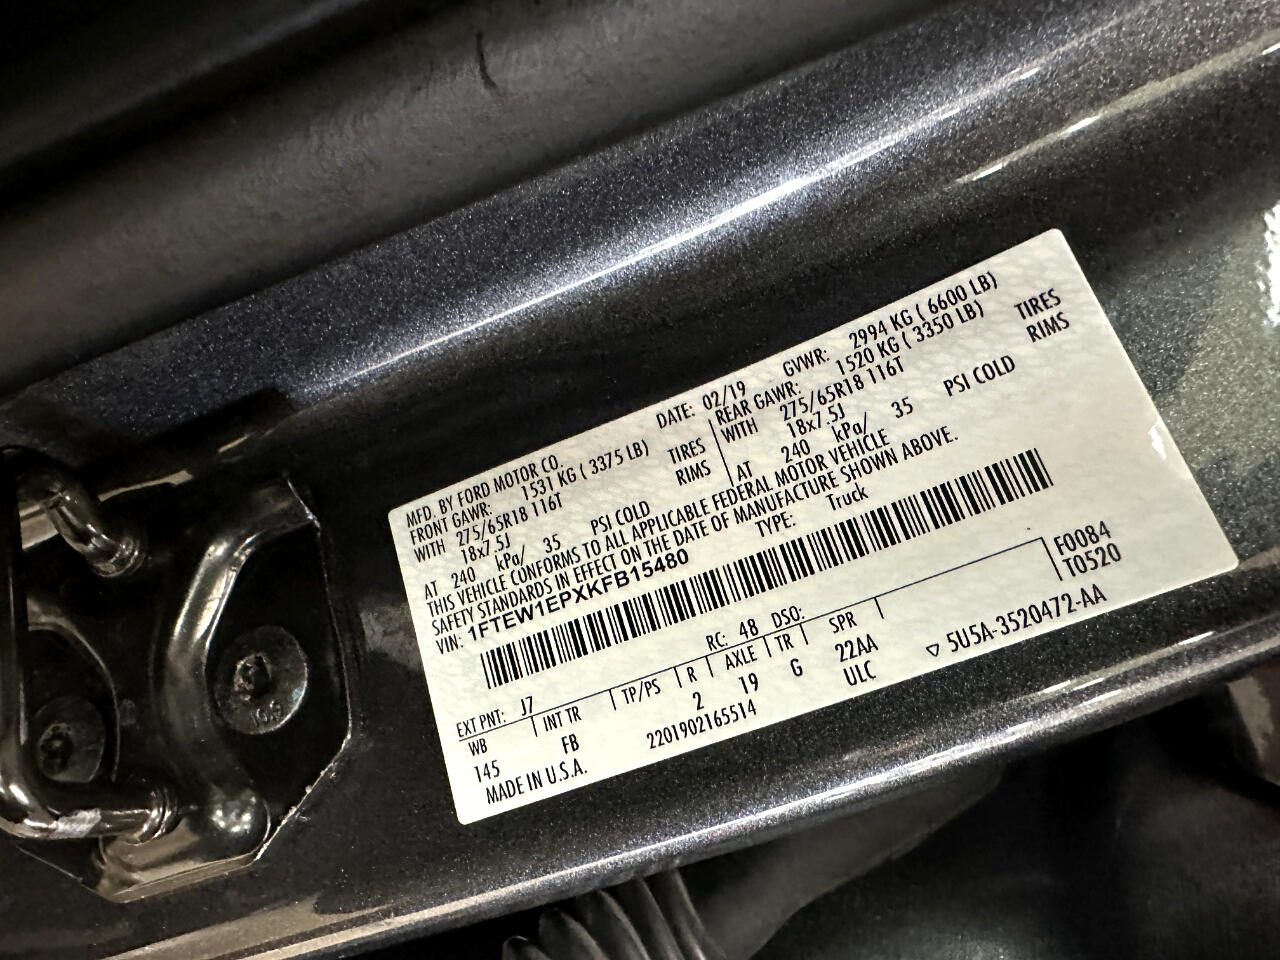 MFD. BY FORD MOTOR CO. DATE: 02/19 GVWR: 2994 KG ( 6600 LB)
FRONT GAWR: 1531 KG ( 3375 LB) REAR GAWR: 1520 KG ( 3350 LB)
WITH 275/65R18 116T TIRES WITH 275/65R18 116T TIRES
18x7.5J RIMS 18x7.5J RIMS
AT 240 kPa/ 35 PSI COLD AT 240 kPa/ 35 PSI COLD
THIS VEHICLE CONFORMS TO ALL APPLICABLE FEDERAL MOTOR VEHICLE
SAFETY STANDARDS IN EFFECT ON THE DATE OF MANUFACTURE SHOWN ABOVE.
VIN: 1FTEW1EPXKFB15480 TYPE: Truck
F0084
T0520
EXT PNT: J7 RC: 48 DSO:
WB INT TR TP/PS R AXLE TR SPR
145 FB 2 19 G 22AA
ULC
MADE IN U.S.A. 2201902165514 ▽ 5U5A-3520472-AA